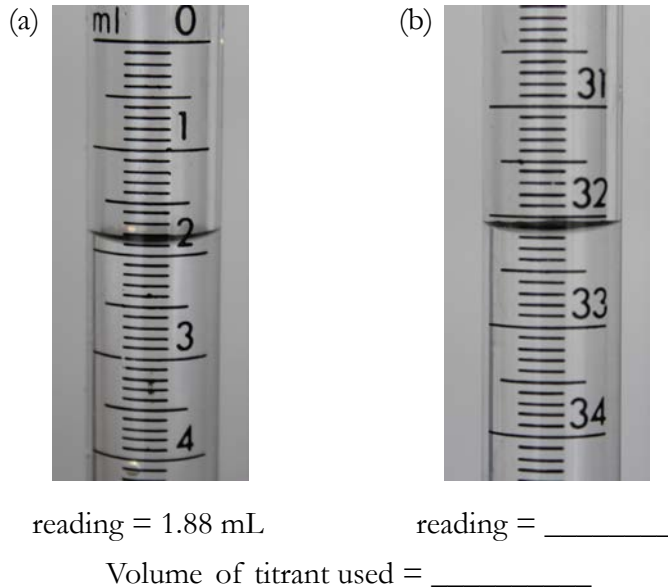 (a) (b)
ml 0
1
2
3
4
31
32
33
34
reading = 1.88 mL reading = ________
Volume of titrant used = ___________